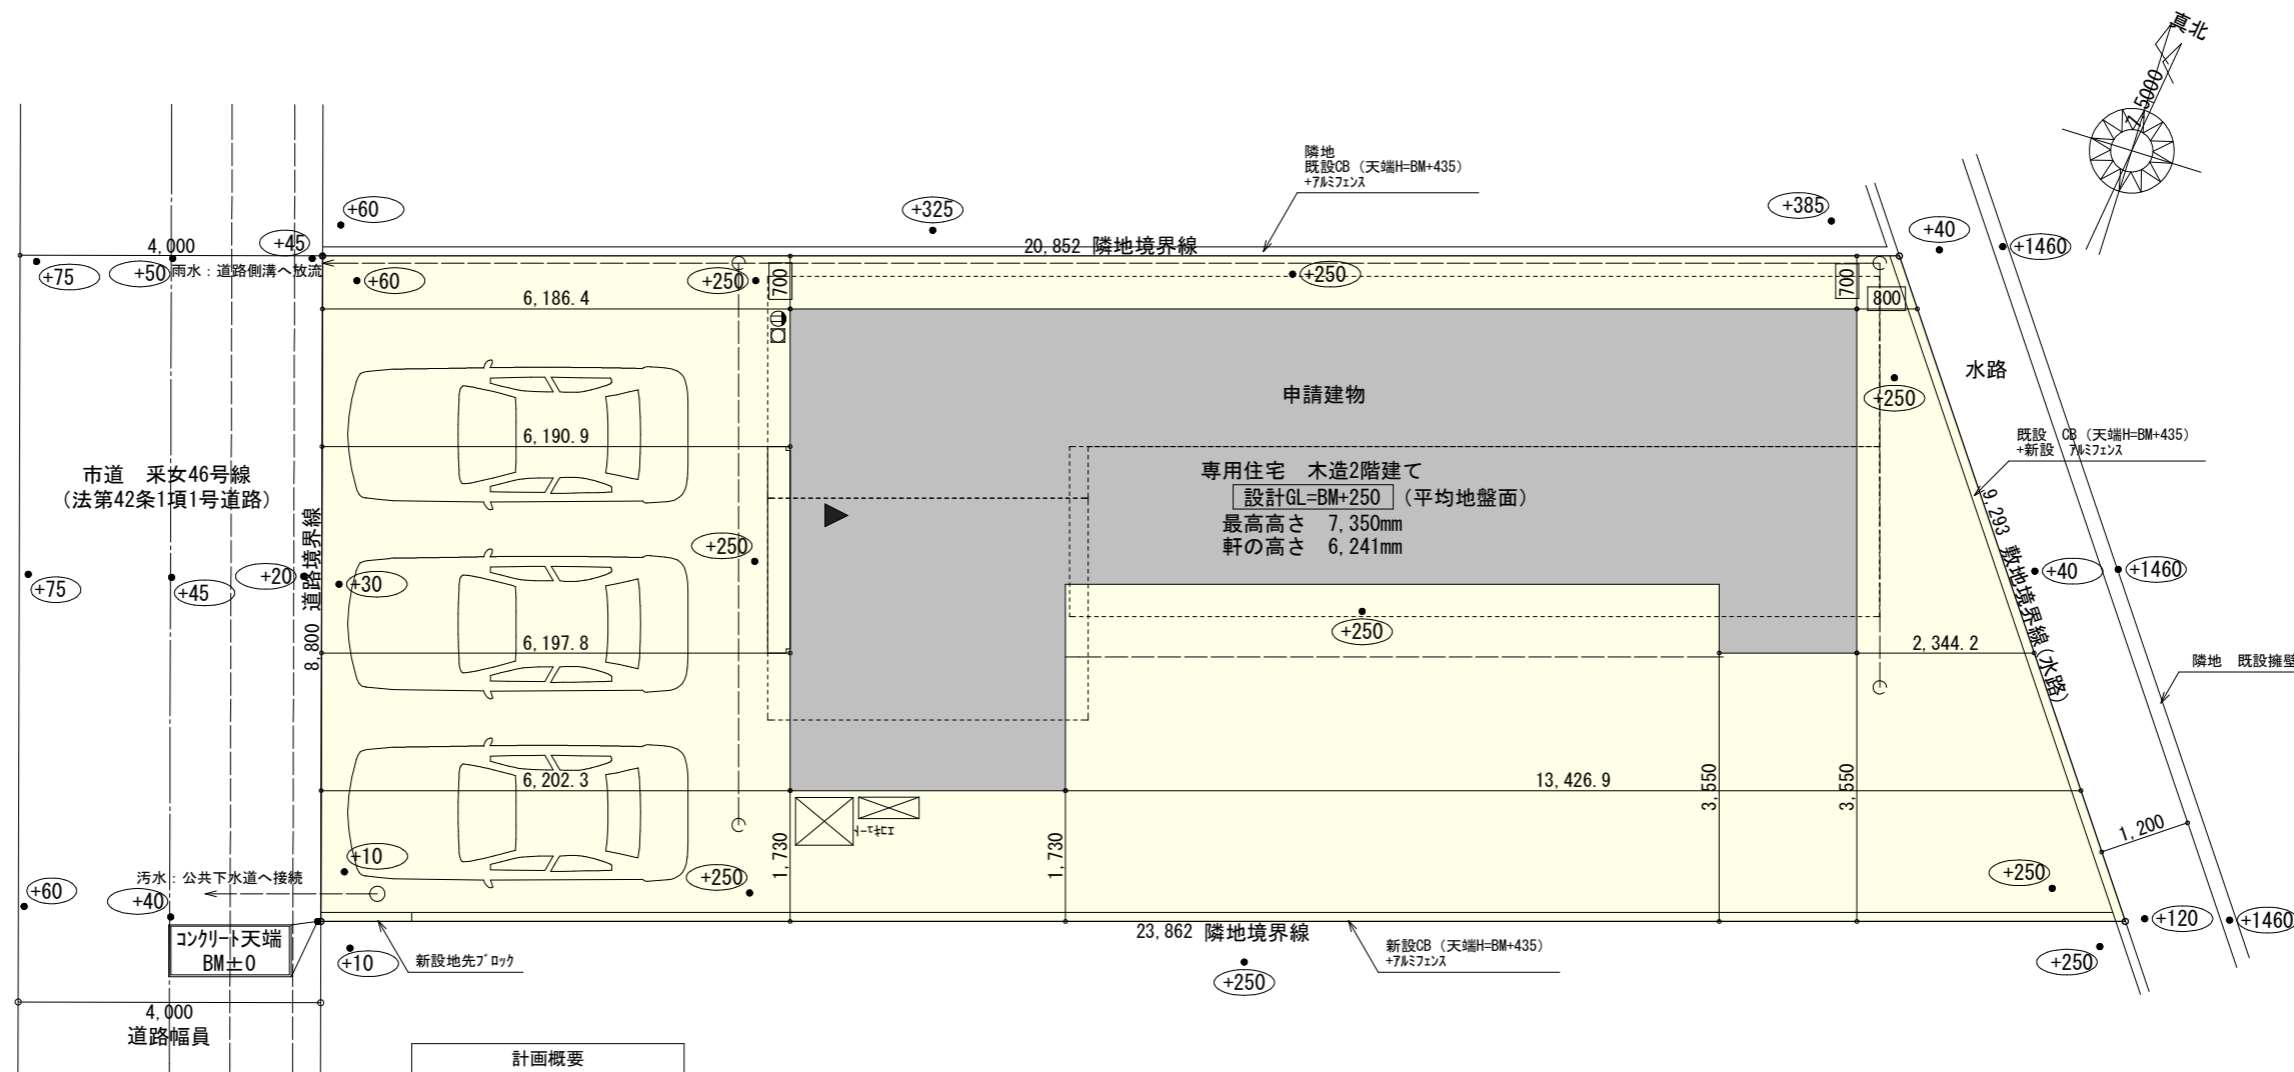 真北
1.5000
隣地
既設CB（天端H=BM+435）
+ｱﾙﾐﾌｪﾝｽ
+60
+325
+385
+40
+1460
4,000
+45
20,852 隣地境界線
+75
+50
雨水：道路側溝へ放流
+60
+250
700
+250
700
800
6,186.4
水路
申請建物
+250
6,190.9
既設　CB（天端H=BM+435）
+新設　ｱﾙﾐﾌｪﾝｽ
市道　采女46号線
（法第42条1項1号道路）
専用住宅　木造2階建て
設計GL=BM+250（平均地盤面）
最高高さ　7,350mm
軒の高さ　6,241mm
9,293 敷地境界線(水路)
+250
8,800 道路境界線
+75
+45
+20
+30
+40
+1460
+250
6,197.8
2,344.2
隣地　既設擁壁
6,202.3
13,426.9
3,550
3,550
1,200
ｴｺｷｭｰﾄ
1,730
1,730
+10
汚水：公共下水道へ接続
+250
+250
+60
+40
+120
+1460
23,862 隣地境界線
ｺﾝｸﾘｰﾄ天端
BM±0
+10
新設地先ﾌﾞﾛｯｸ
新設CB（天端H=BM+435）
+ｱﾙﾐﾌｪﾝｽ
+250
+250
4,000
道路幅員
計画概要